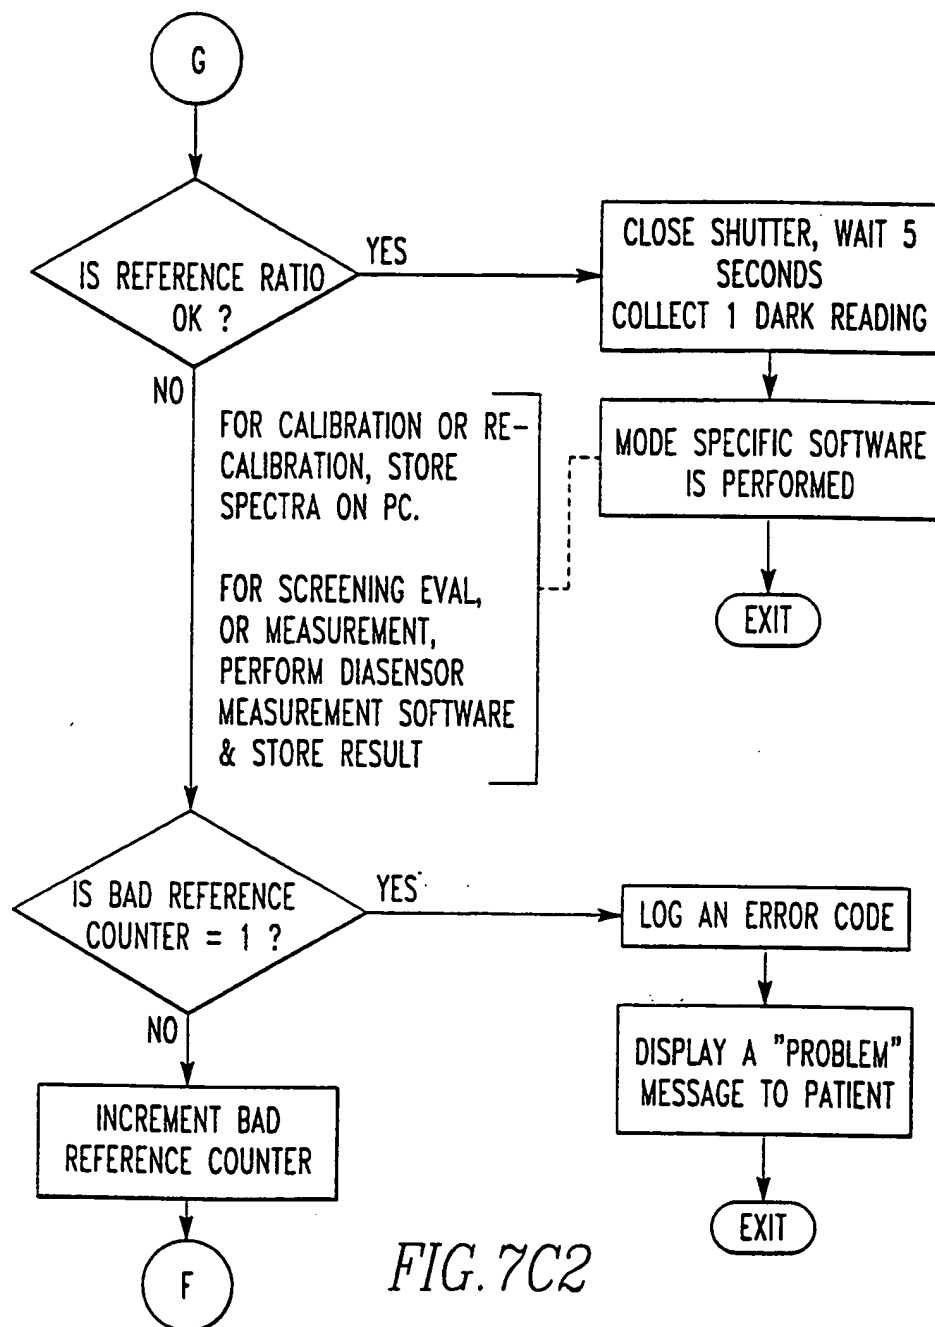 G
IS REFERENCE RATIO
OK ?
YES
CLOSE SHUTTER, WAIT 5
SECONDS
COLLECT 1 DARK READING
NO
FOR CALIBRATION OR RE-
CALIBRATION, STORE
SPECTRA ON PC.
FOR SCREENING EVAL,
OR MEASUREMENT,
PERFORM DIASENSOR
MEASUREMENT SOFTWARE
& STORE RESULT
MODE SPECIFIC SOFTWARE
IS PERFORMED
EXIT
IS BAD REFERENCE
COUNTER = 1 ?
YES
LOG AN ERROR CODE
DISPLAY A "PROBLEM"
MESSAGE TO PATIENT
EXIT
NO
INCREMENT BAD
REFERENCE COUNTER
F
FIG. 7C2